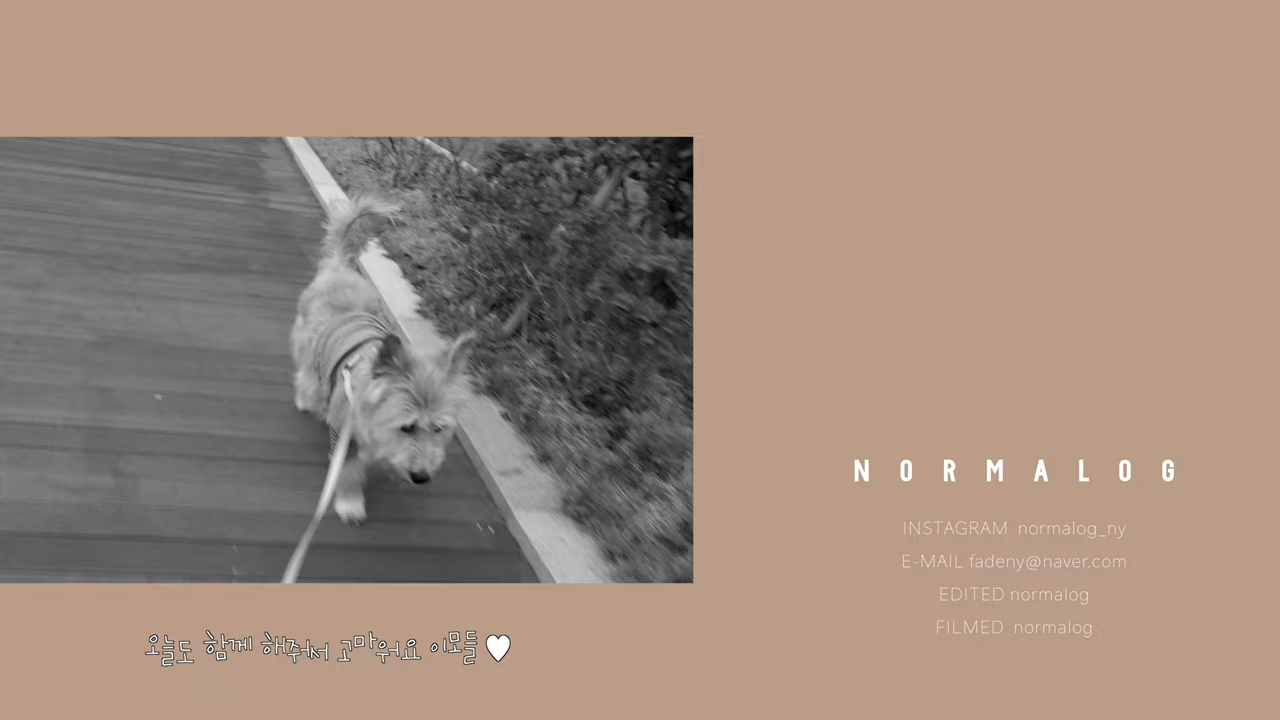 N O R M A L O G
INSTAGRAM normalog_ny
E-MAIL fadeny@naver.com
EDITED normalog
FILMED normalog
오늘도 함께 해주셔서 고마워요 이모들 ♥